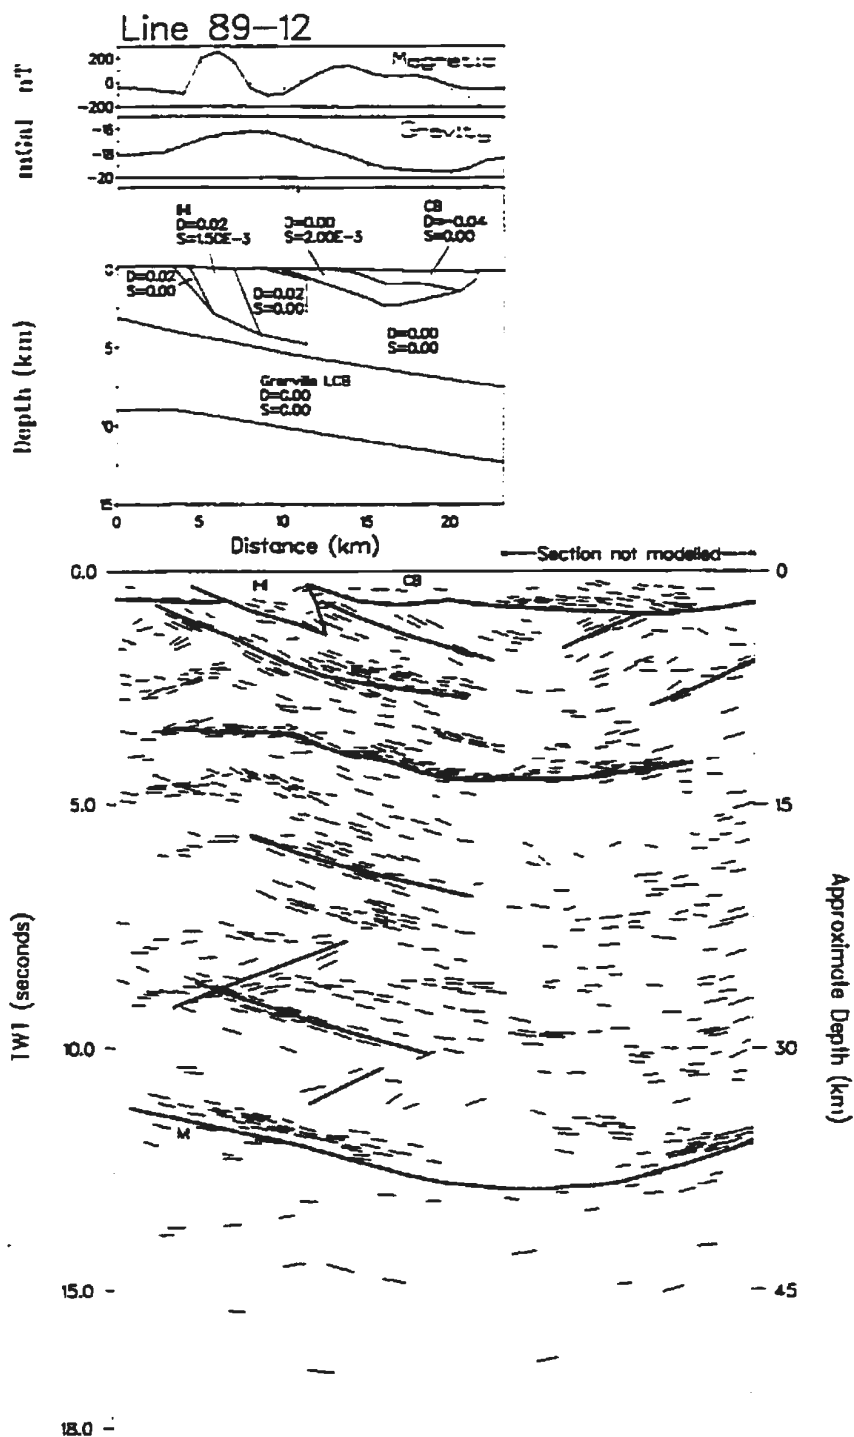 Line 89-12
200
0
-200
nT
Magnetic
-16
-18
-20
mGal
Gravity
IH
D=0.02
S=1.50E-3
D=0.00
S=2.00E-3
CB
D=-0.04
S=0.00
0
D=0.02
S=0.00
D=0.02
S=0.00
D=0.00
S=0.00
5
Grenville LCB
D=0.00
S=0.00
10
15
Depth (km)
0 5 10 15 20
Distance (km)
Section not modelled
0.0
IH
CB
0
5.0
15
10.0
30
M
15.0
45
18.0
TWT (seconds)
Approximate Depth (km)